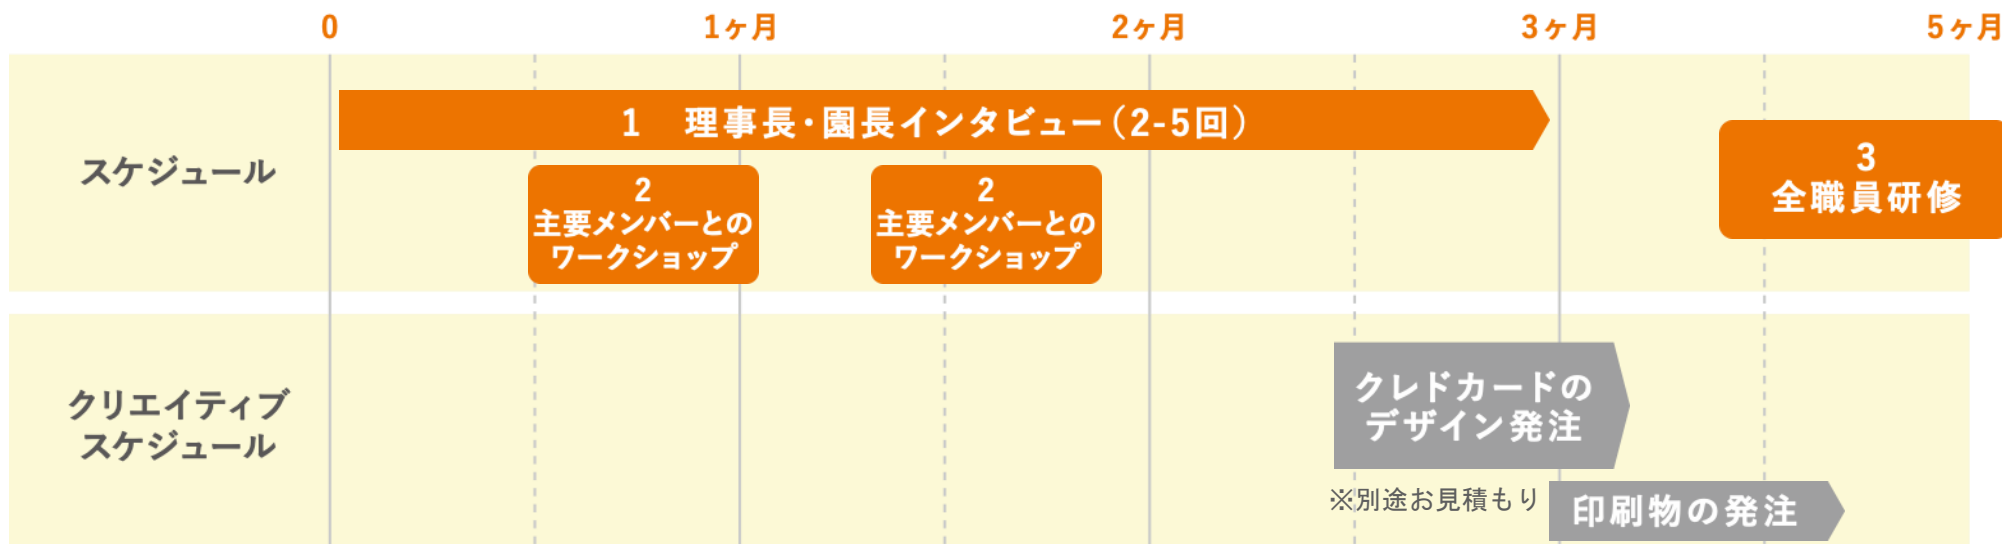 0
1ヶ月
2ヶ月
3ヶ月
5ヶ月
スケジュール
1 理事長・園長インタビュー（2-5回）
2
主要メンバーとの
ワークショップ
2
主要メンバーとの
ワークショップ
3
全職員研修
クリエイティブ
スケジュール
クレドカードの
デザイン発注
※別途お見積もり
印刷物の発注